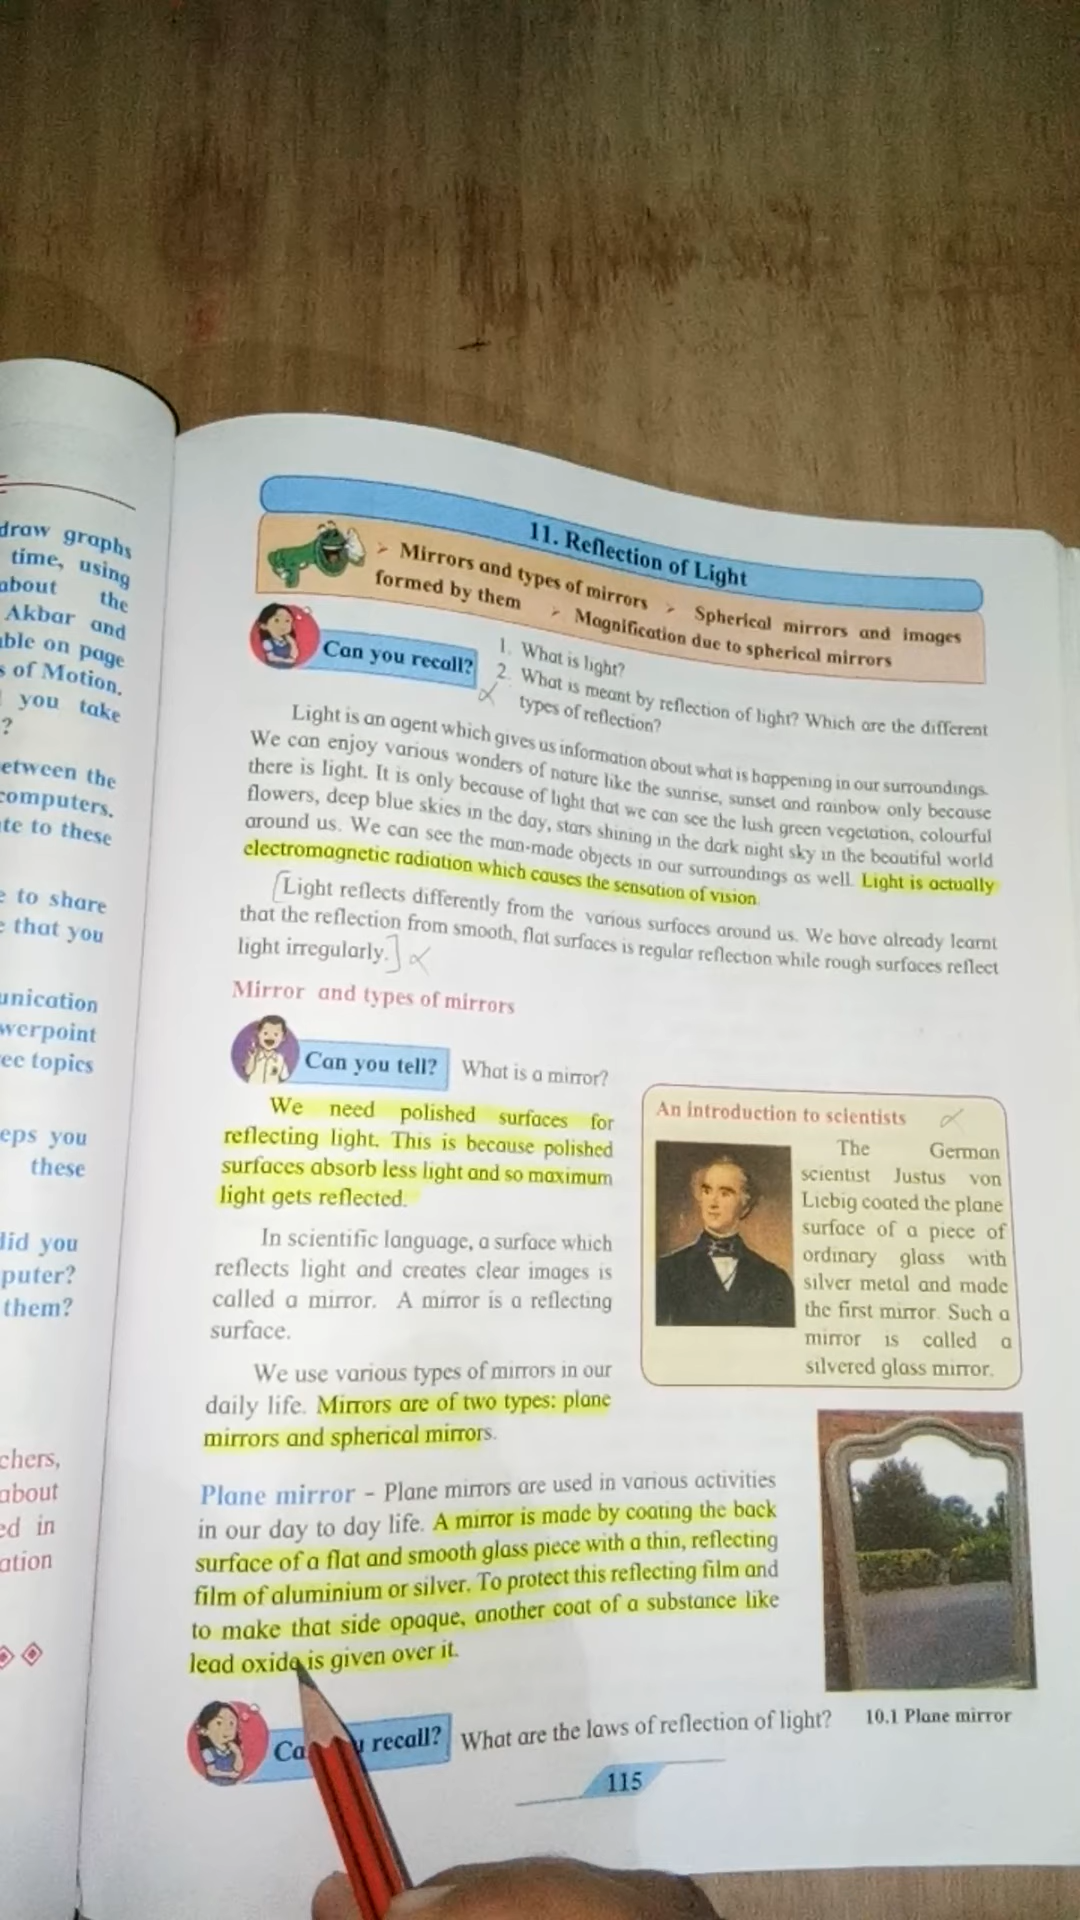 draw graphs
time, using
about the
Akbar and
able on page
s of Motion.
you take
?
etween the
computers.
te to these
e to share
e that you
unication
werpoint
ee topics
eps you
these
did you
puter?
them?
chers,
about
ed in
ation
11. Reflection of Light
➢ Mirrors and types of mirrors ➢ Spherical mirrors and images
formed by them ➢ Magnification due to spherical mirrors
Can you recall?
1. What is light?
2. What is meant by reflection of light? Which are the different
types of reflection?
Light is an agent which gives us information about what is happening in our surroundings.
We can enjoy various wonders of nature like the sunrise, sunset and rainbow only because
there is light. It is only because of light that we can see the lush green vegetation, colourful
flowers, deep blue skies in the day, stars shining in the dark night sky in the beautiful world
around us. We can see the man-made objects in our surroundings as well. Light is actually
electromagnetic radiation which causes the sensation of vision.
Light reflects differently from the various surfaces around us. We have already learnt
that the reflection from smooth, flat surfaces is regular reflection while rough surfaces reflect
light irregularly.
Mirror and types of mirrors
Can you tell? What is a mirror?
We need polished surfaces for
reflecting light. This is because polished
surfaces absorb less light and so maximum
light gets reflected.
In scientific language, a surface which
reflects light and creates clear images is
called a mirror. A mirror is a reflecting
surface.
We use various types of mirrors in our
daily life. Mirrors are of two types: plane
mirrors and spherical mirrors.
An introduction to scientists
The German
scientist Justus von
Liebig coated the plane
surface of a piece of
ordinary glass with
silver metal and made
the first mirror. Such a
mirror is called a
silvered glass mirror.
Plane mirror – Plane mirrors are used in various activities
in our day to day life. A mirror is made by coating the back
surface of a flat and smooth glass piece with a thin, reflecting
film of aluminium or silver. To protect this reflecting film and
to make that side opaque, another coat of a substance like
lead oxide is given over it.
10.1 Plane mirror
Ca u recall? What are the laws of reflection of light?
115